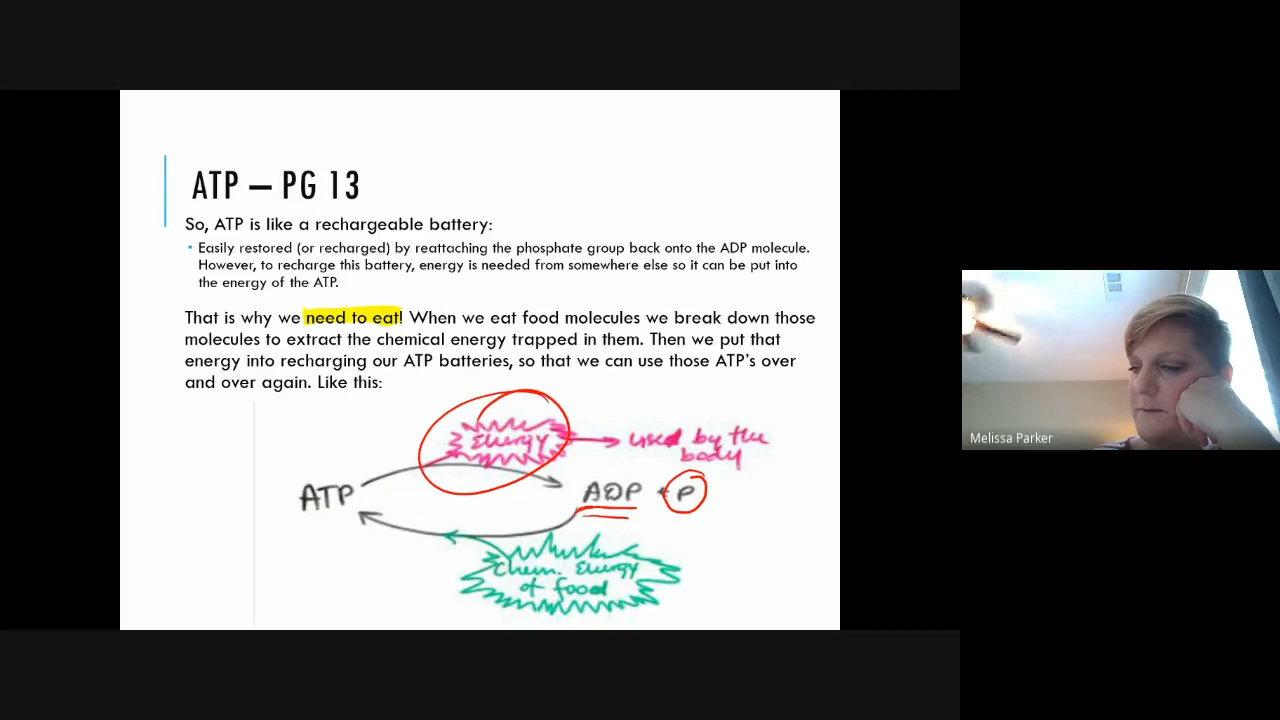 ATP – PG 13
So, ATP is like a rechargeable battery:
• Easily restored (or recharged) by reattaching the phosphate group back onto the ADP molecule.
However, to recharge this battery, energy is needed from somewhere else so it can be put into
the energy of the ATP.
That is why we need to eat! When we eat food molecules we break down those
molecules to extract the chemical energy trapped in them. Then we put that
energy into recharging our ATP batteries, so that we can use those ATP's over
and over again. Like this:
Energy → used by the
body
ATP
ADP + P
Chem. Energy
of food
Melissa Parker